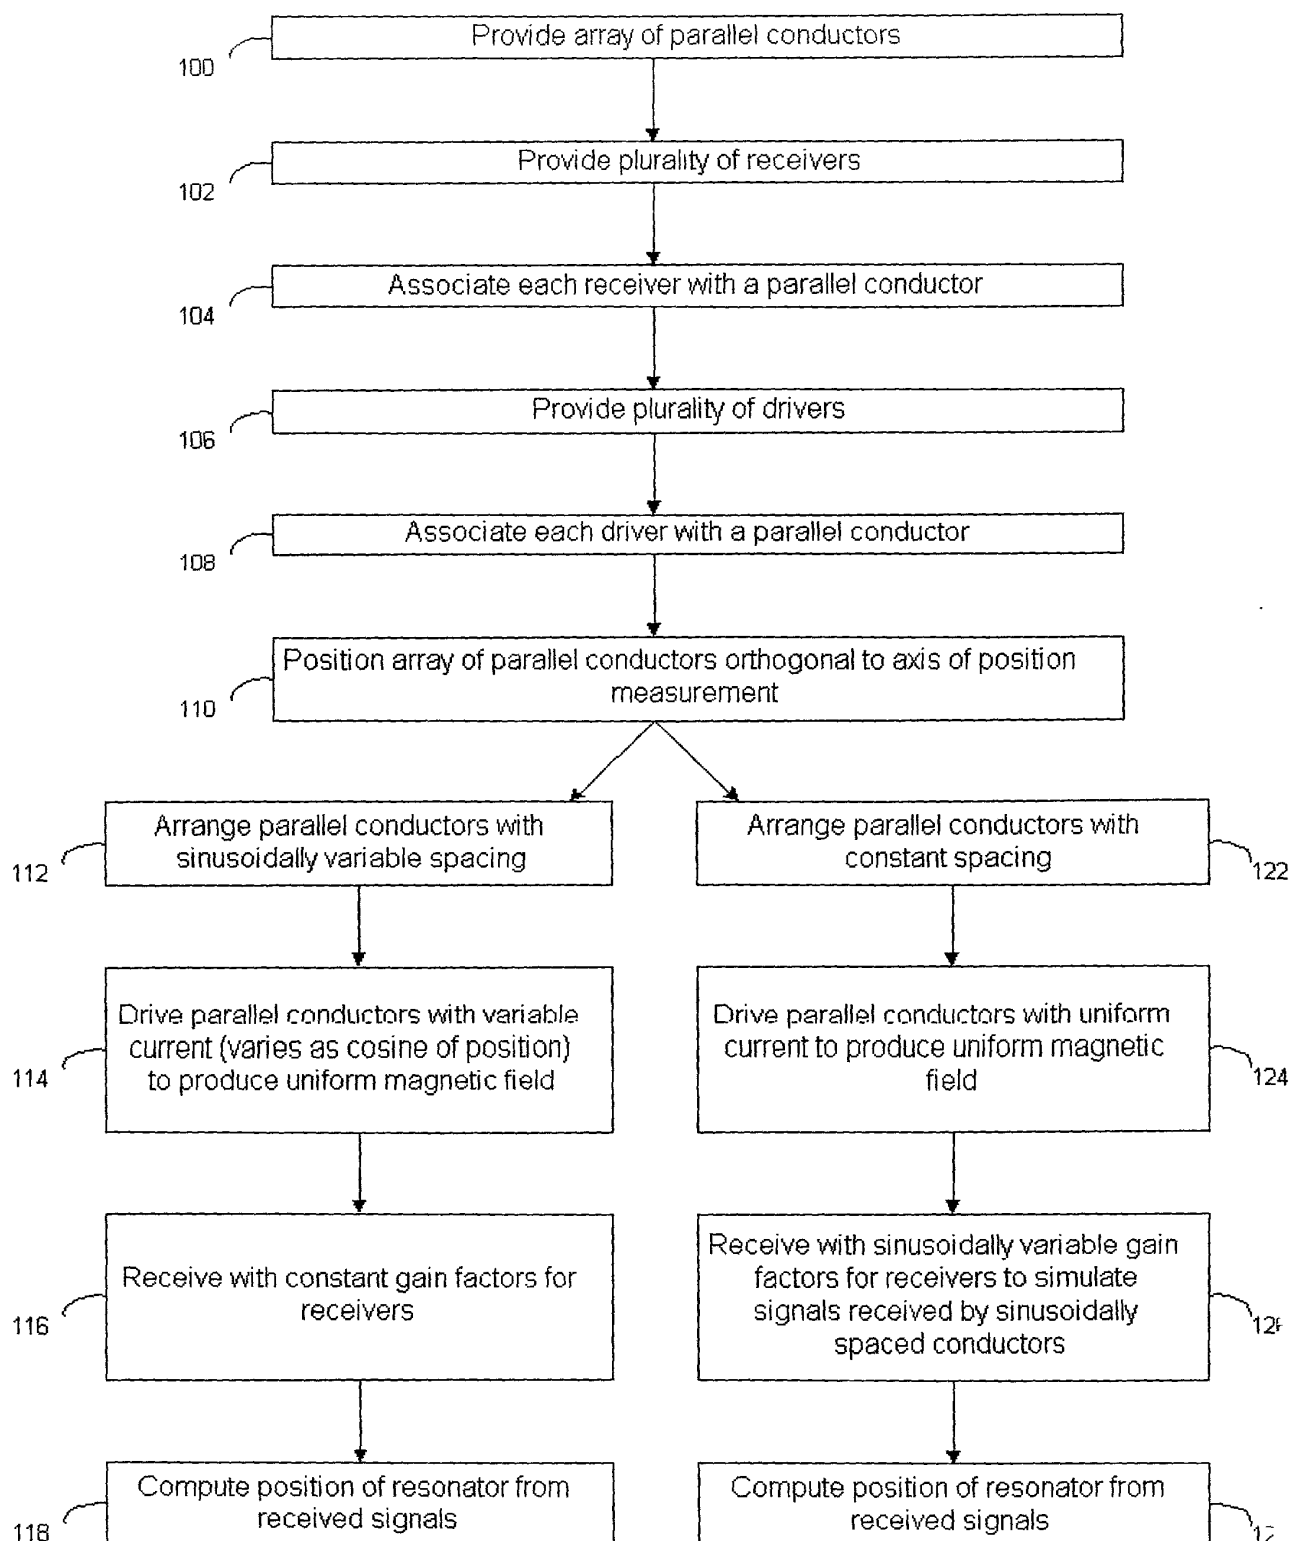 Provide array of parallel conductors
100
Provide plurality of receivers
102
Associate each receiver with a parallel conductor
104
Provide plurality of drivers
106
Associate each driver with a parallel conductor
108
Position array of parallel conductors orthogonal to axis of position
measurement
110
Arrange parallel conductors with
sinusoidally variable spacing
112
Arrange parallel conductors with
constant spacing
122
Drive parallel conductors with variable
current (varies as cosine of position)
to produce uniform magnetic field
114
Drive parallel conductors with uniform
current to produce uniform magnetic
field
124
Receive with constant gain factors for
receivers
116
Receive with sinusoidally variable gain
factors for receivers to simulate
signals received by sinusoidally
spaced conductors
Compute position of resonator from
received signals
118
Compute position of resonator from
received signals